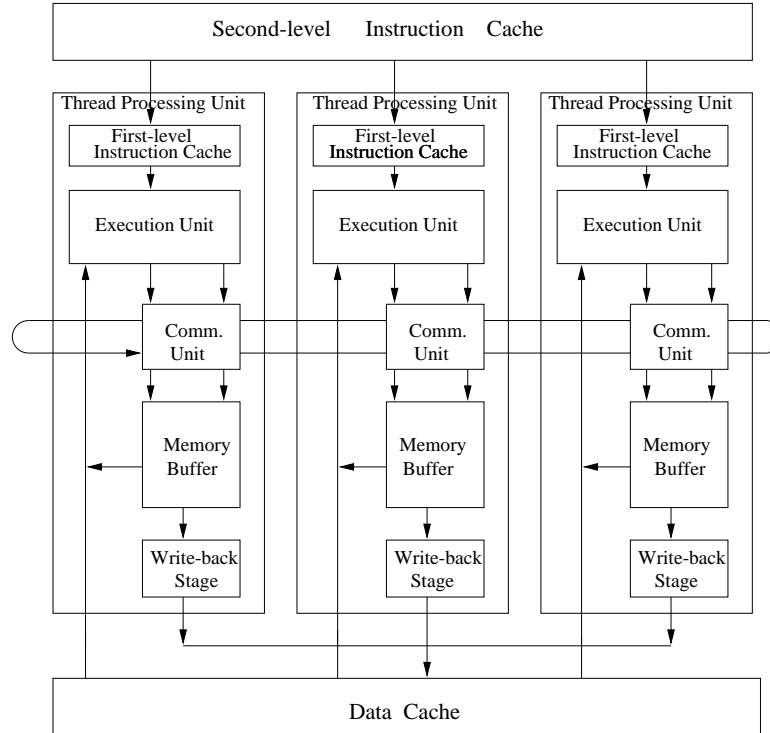 Second-level Instruction Cache
Thread Processing Unit
First-level
Instruction Cache
Execution Unit
Comm.
Unit
Memory
Buffer
Write-back
Stage
Thread Processing Unit
First-level
Instruction Cache
Execution Unit
Comm.
Unit
Memory
Buffer
Write-back
Stage
Thread Processing Unit
First-level
Instruction Cache
Execution Unit
Comm.
Unit
Memory
Buffer
Write-back
Stage
Data Cache